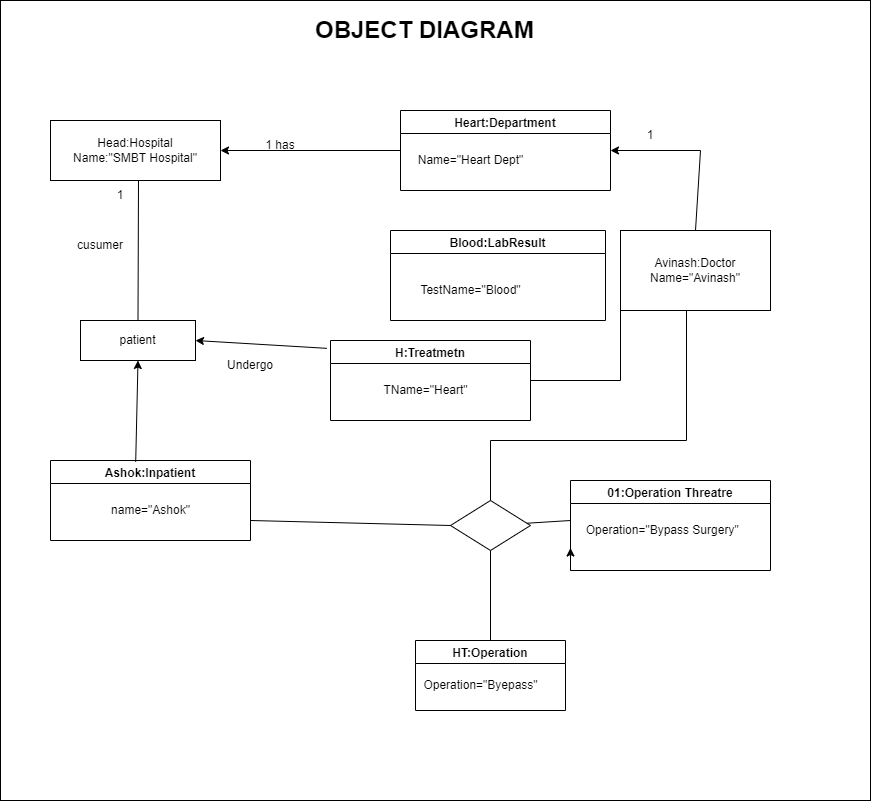 OBJECT DIAGRAM
Heart:Department
Head:Hospital
Name:"SMBT Hospital"
1 has
Name="Heart Dept"
1
1
cusumer
Blood:LabResult
TestName="Blood"
Avinash:Doctor
Name="Avinash"
patient
Undergo
H:Treatmetn
TName="Heart"
Ashok:Inpatient
name="Ashok"
01:Operation Threatre
Operation="Bypass Surgery"
HT:Operation
Operation="Byepass"